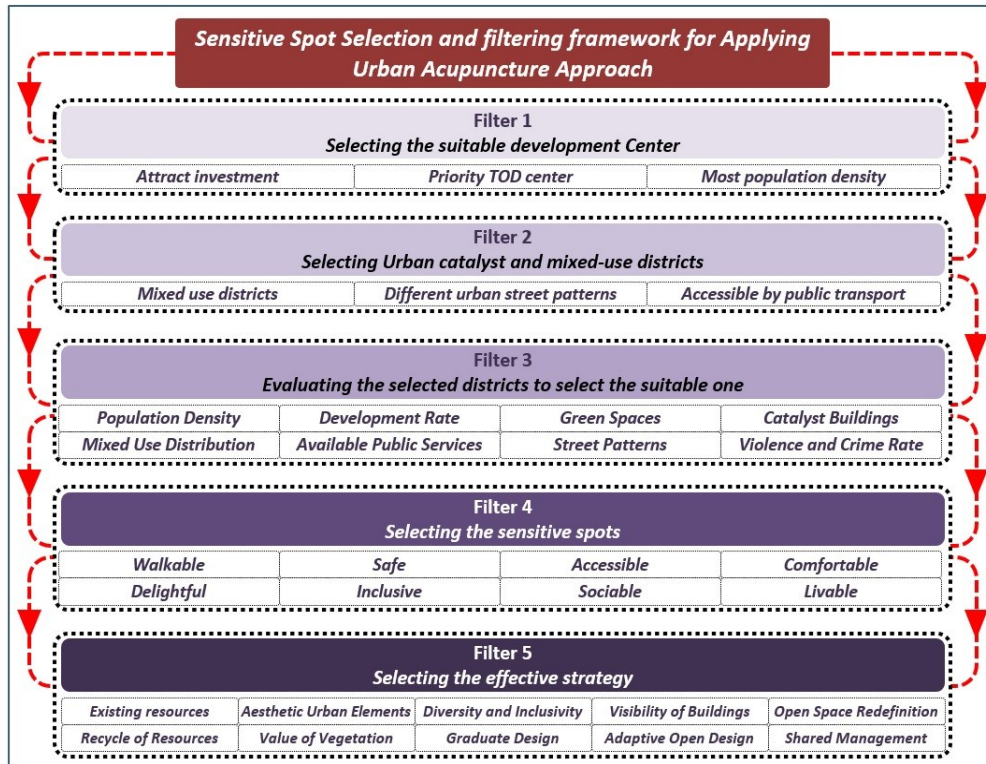 Sensitive Spot Selection and filtering framework for Applying
Urban Acupuncture Approach
Filter 1
Selecting the suitable development Center
Attract investment Priority TOD center Most population density
Filter 2
Selecting Urban catalyst and mixed-use districts
Mixed use districts Different urban street patterns Accessible by public transport
Filter 3
Evaluating the selected districts to select the suitable one
Population Density Development Rate Green Spaces Catalyst Buildings
Mixed Use Distribution Available Public Services Street Patterns Violence and Crime Rate
Filter 4
Selecting the sensitive spots
Walkable Safe Accessible Comfortable
Delightful Inclusive Sociable Livable
Filter 5
Selecting the effective strategy
Existing resources Aesthetic Urban Elements Diversity and Inclusivity Visibility of Buildings Open Space Redefinition
Recycle of Resources Value of Vegetation Graduate Design Adaptive Open Design Shared Management